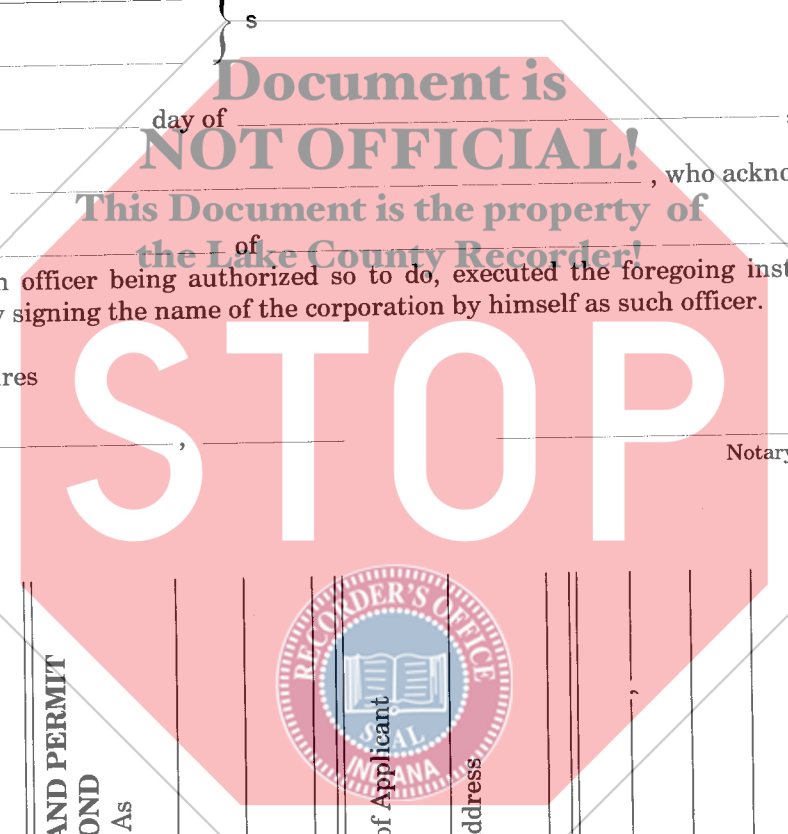 s
Document is
day of
NOT OFFICIAL!
, who ackno
This Document is the property of
of
the Lake County Recorder!
officer being authorized so to do, executed the foregoing inst
signing the name of the corporation by himself as such officer.
STOP
res
,
Notary
RECORDER'S OFFICE
SEAL
INDIANA
AND PERMIT
OND
As
of Applicant
ddress
,